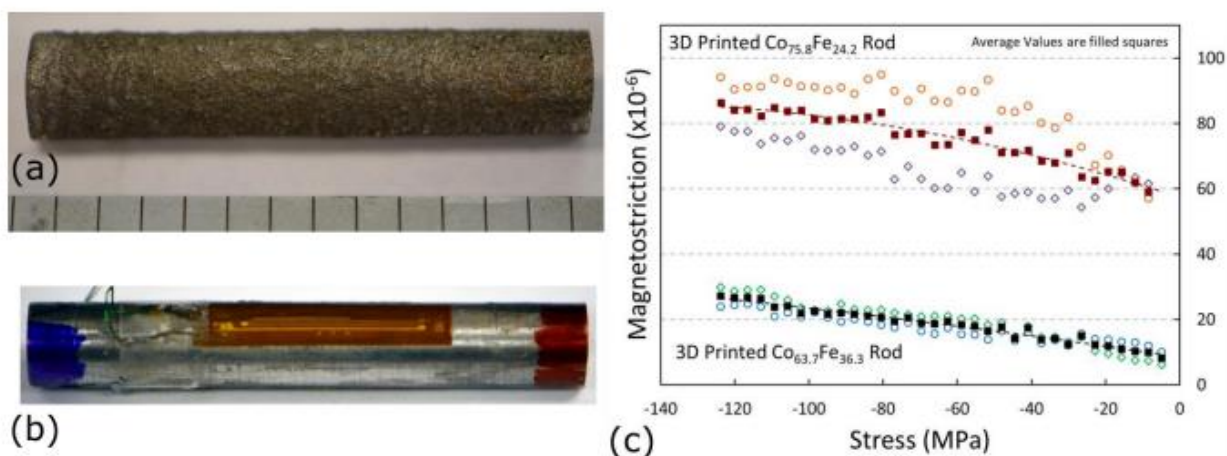 (a)
(b)
3D Printed Co75.8Fe24.2 Rod
Average Values are filled squares
100
80
60
40
20
0
Magnetostriction (x10-6)
3D Printed Co63.7Fe36.3 Rod
-140
-120
-100
-80
-60
-40
-20
0
Stress (MPa)
(c)